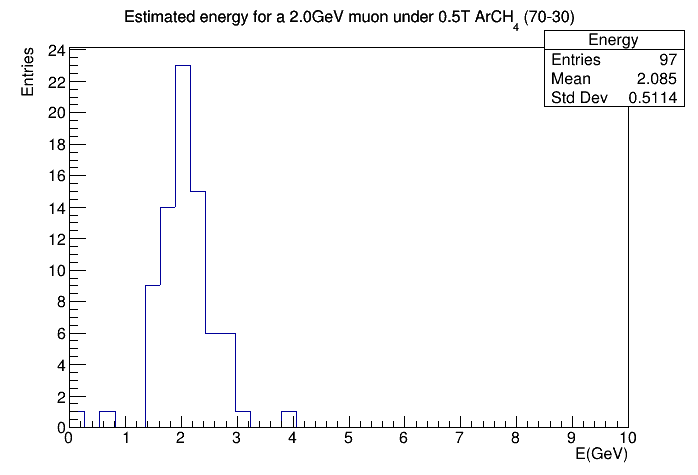 Estimated energy for a 2.0GeV muon under 0.5T ArCH4 (70-30)
Energy
Entries 97
Mean 2.085
Std Dev 0.5114
Entries
24
22
20
18
16
14
12
10
8
6
4
2
0
0 1 2 3 4 5 6 7 8 9 10
E(GeV)